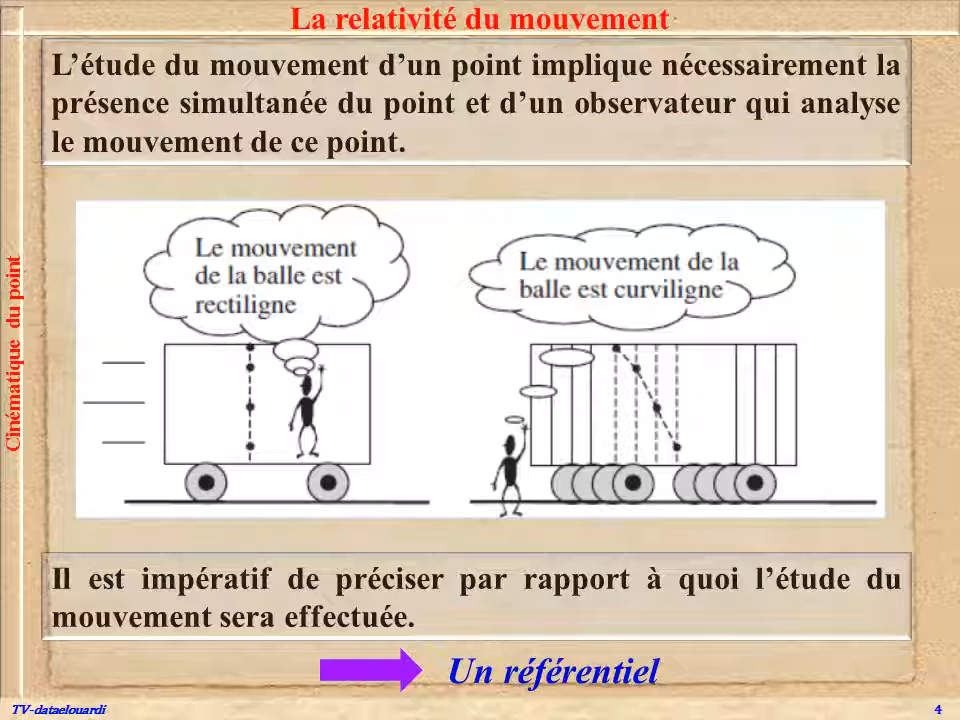 La relativité du mouvement
L’étude du mouvement d’un point implique nécessairement la
présence simultanée du point et d’un observateur qui analyse
le mouvement de ce point.
Cinématique du point
Le mouvement
de la balle est
rectiligne
Le mouvement de la
balle est curviligne
Il est impératif de préciser par rapport à quoi l’étude du
mouvement sera effectuée.
Un référentiel
TV-dataelouardi
4